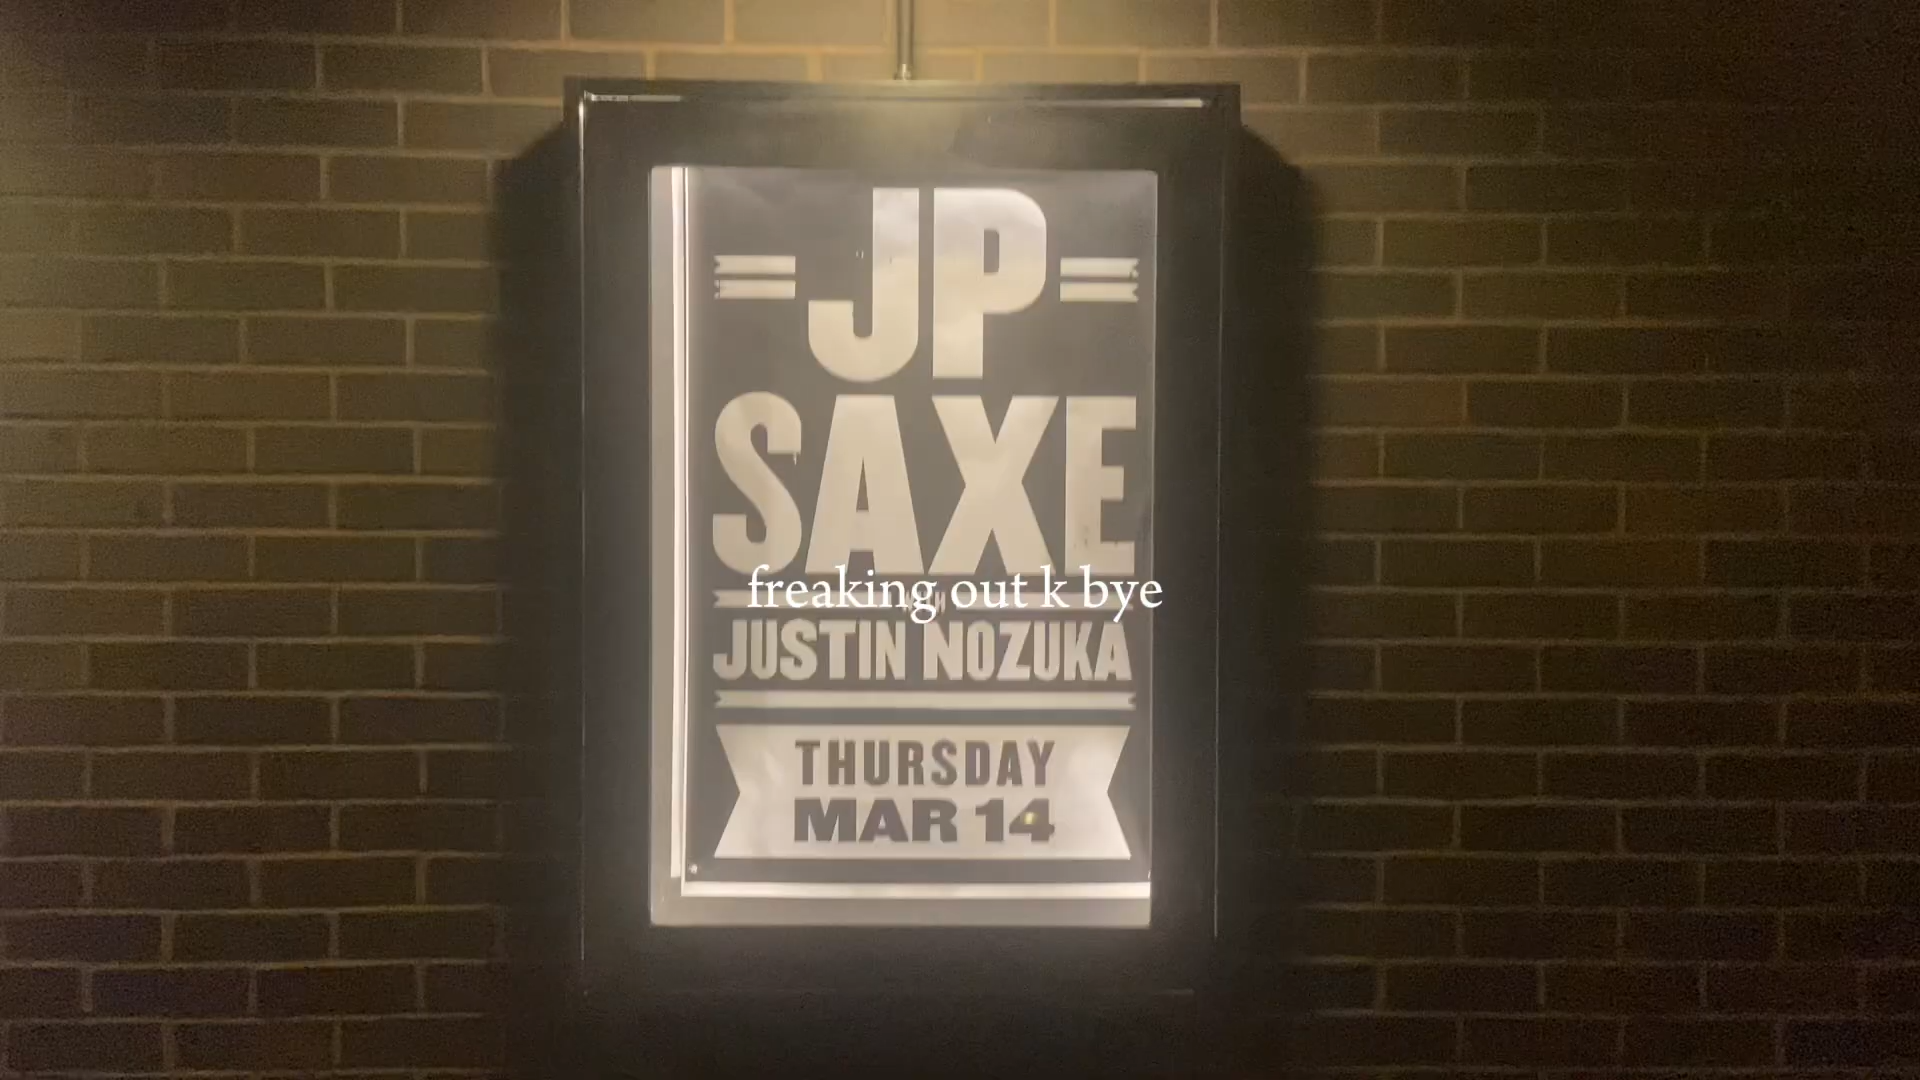 JP
SAXE
freaking out k bye
JUSTIN NOZUKA
THURSDAY
MAR 14